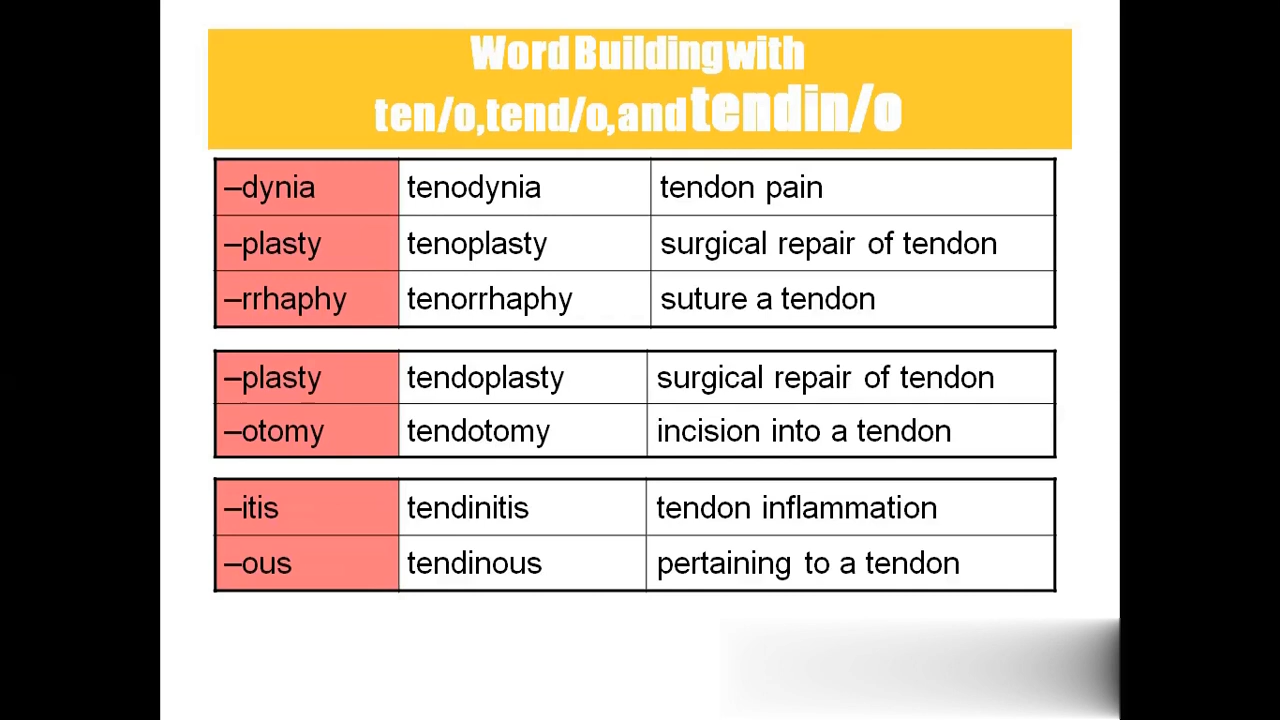 Word Building with
ten/o, tend/o, and tendin/o
–dynia tenodynia tendon pain
–plasty tenoplasty surgical repair of tendon
–rrhaphy tenorrhaphy suture a tendon
–plasty tendoplasty surgical repair of tendon
–otomy tendotomy incision into a tendon
–itis tendinitis tendon inflammation
–ous tendinous pertaining to a tendon